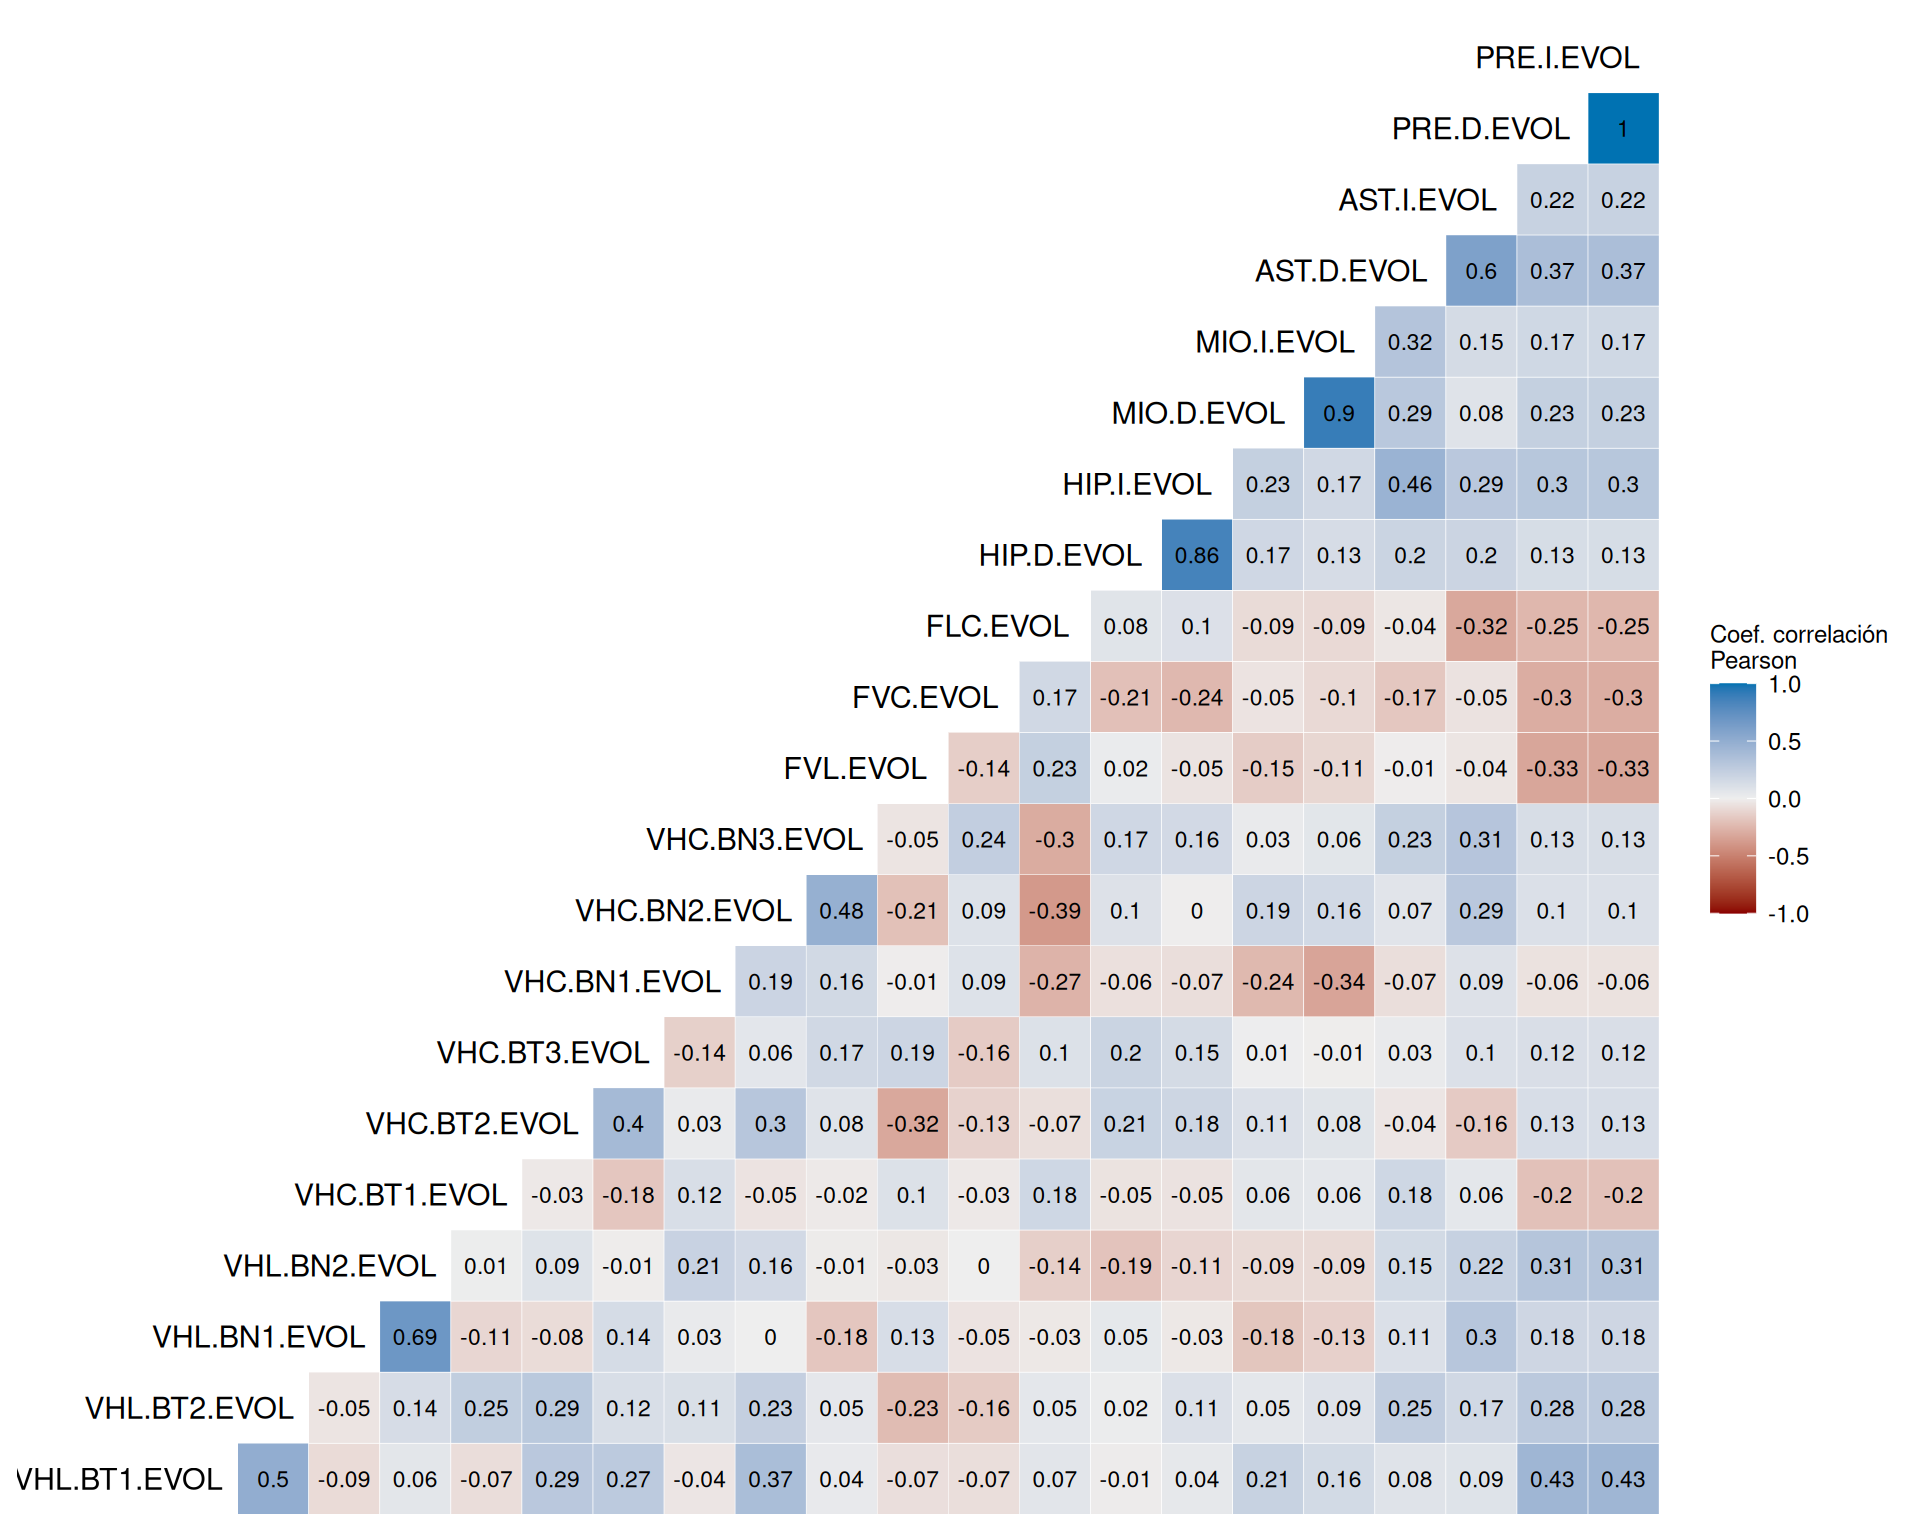 PRE.I.EVOL
PRE.D.EVOL 1
AST.I.EVOL 0.22 0.22
AST.D.EVOL 0.6 0.37 0.37
MIO.I.EVOL 0.32 0.15 0.17 0.17
MIO.D.EVOL 0.9 0.29 0.08 0.23 0.23
HIP.I.EVOL 0.23 0.17 0.46 0.29 0.3 0.3
HIP.D.EVOL 0.86 0.17 0.13 0.2 0.2 0.13 0.13
FLC.EVOL 0.08 0.1 -0.09 -0.09 -0.04 -0.32 -0.25 -0.25
FVC.EVOL 0.17 -0.21 -0.24 -0.05 -0.1 -0.17 -0.05 -0.3 -0.3
FVL.EVOL -0.14 0.23 0.02 -0.05 -0.15 -0.11 -0.01 -0.04 -0.33 -0.33
VHC.BN3.EVOL -0.05 0.24 -0.3 0.17 0.16 0.03 0.06 0.23 0.31 0.13 0.13
VHC.BN2.EVOL 0.48 -0.21 0.09 -0.39 0.1 0 0.19 0.16 0.07 0.29 0.1 0.1
VHC.BN1.EVOL 0.19 0.16 -0.01 0.09 -0.27 -0.06 -0.07 -0.24 -0.34 -0.07 0.09 -0.06 -0.06
VHC.BT3.EVOL -0.14 0.06 0.17 0.19 -0.16 0.1 0.2 0.15 0.01 -0.01 0.03 0.1 0.12 0.12
VHC.BT2.EVOL 0.4 0.03 0.3 0.08 -0.32 -0.13 -0.07 0.21 0.18 0.11 0.08 -0.04 -0.16 0.13 0.13
VHC.BT1.EVOL -0.03 -0.18 0.12 -0.05 -0.02 0.1 -0.03 0.18 -0.05 -0.05 0.06 0.06 0.18 0.06 -0.2 -0.2
VHL.BN2.EVOL 0.01 0.09 -0.01 0.21 0.16 -0.01 -0.03 0 -0.14 -0.19 -0.11 -0.09 -0.09 0.15 0.22 0.31 0.31
VHL.BN1.EVOL 0.69 -0.11 -0.08 0.14 0.03 0 -0.18 0.13 -0.05 -0.03 0.05 -0.03 -0.18 -0.13 0.11 0.3 0.18 0.18
VHL.BT2.EVOL -0.05 0.14 0.25 0.29 0.12 0.11 0.23 0.05 -0.23 -0.16 0.05 0.02 0.11 0.05 0.09 0.25 0.17 0.28 0.28
VHL.BT1.EVOL 0.5 -0.09 0.06 -0.07 0.29 0.27 -0.04 0.37 0.04 -0.07 -0.07 0.07 -0.01 0.04 0.21 0.16 0.08 0.09 0.43 0.43
Coef. correlación
Pearson
1.0
0.5
0.0
-0.5
-1.0